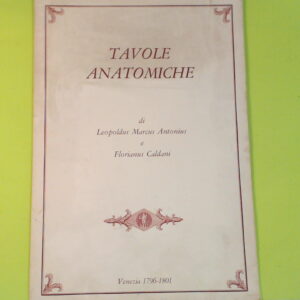 TAVOLE
ANATOMICHE
di
Leopoldus Marcus Antonius
e
Florianus Caldani
Venezia 1796-1801